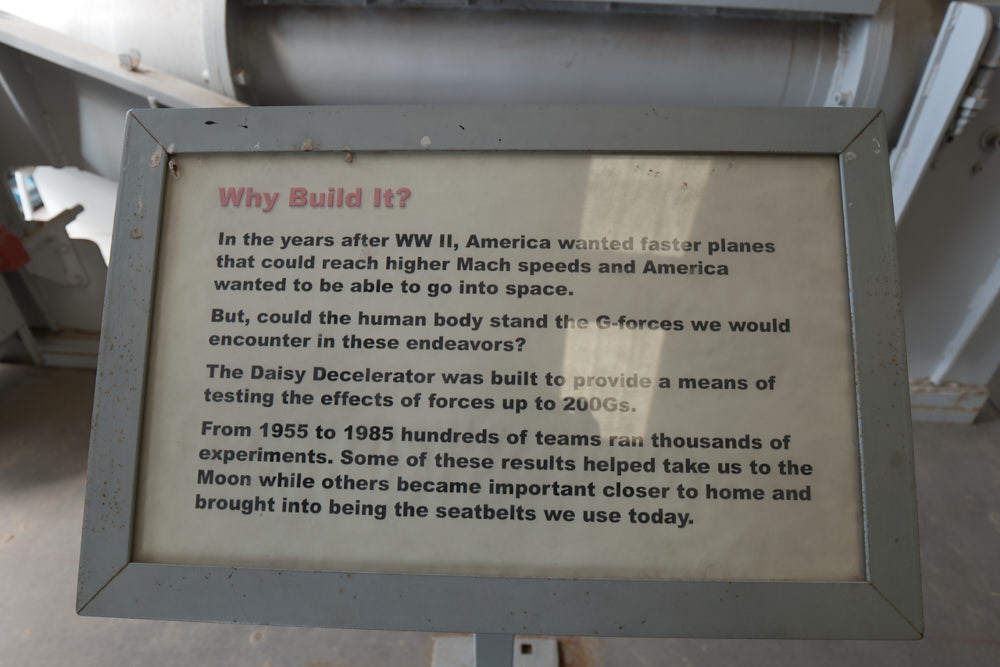 Why Build It?
In the years after WW II, America wanted faster planes
that could reach higher Mach speeds and America
wanted to be able to go into space.
But, could the human body stand the G-forces we would
encounter in these endeavors?
The Daisy Decelerator was built to provide a means of
testing the effects of forces up to 200Gs.
From 1955 to 1985 hundreds of teams ran thousands of
experiments. Some of these results helped take us to the
Moon while others became important closer to home and
brought into being the seatbelts we use today.